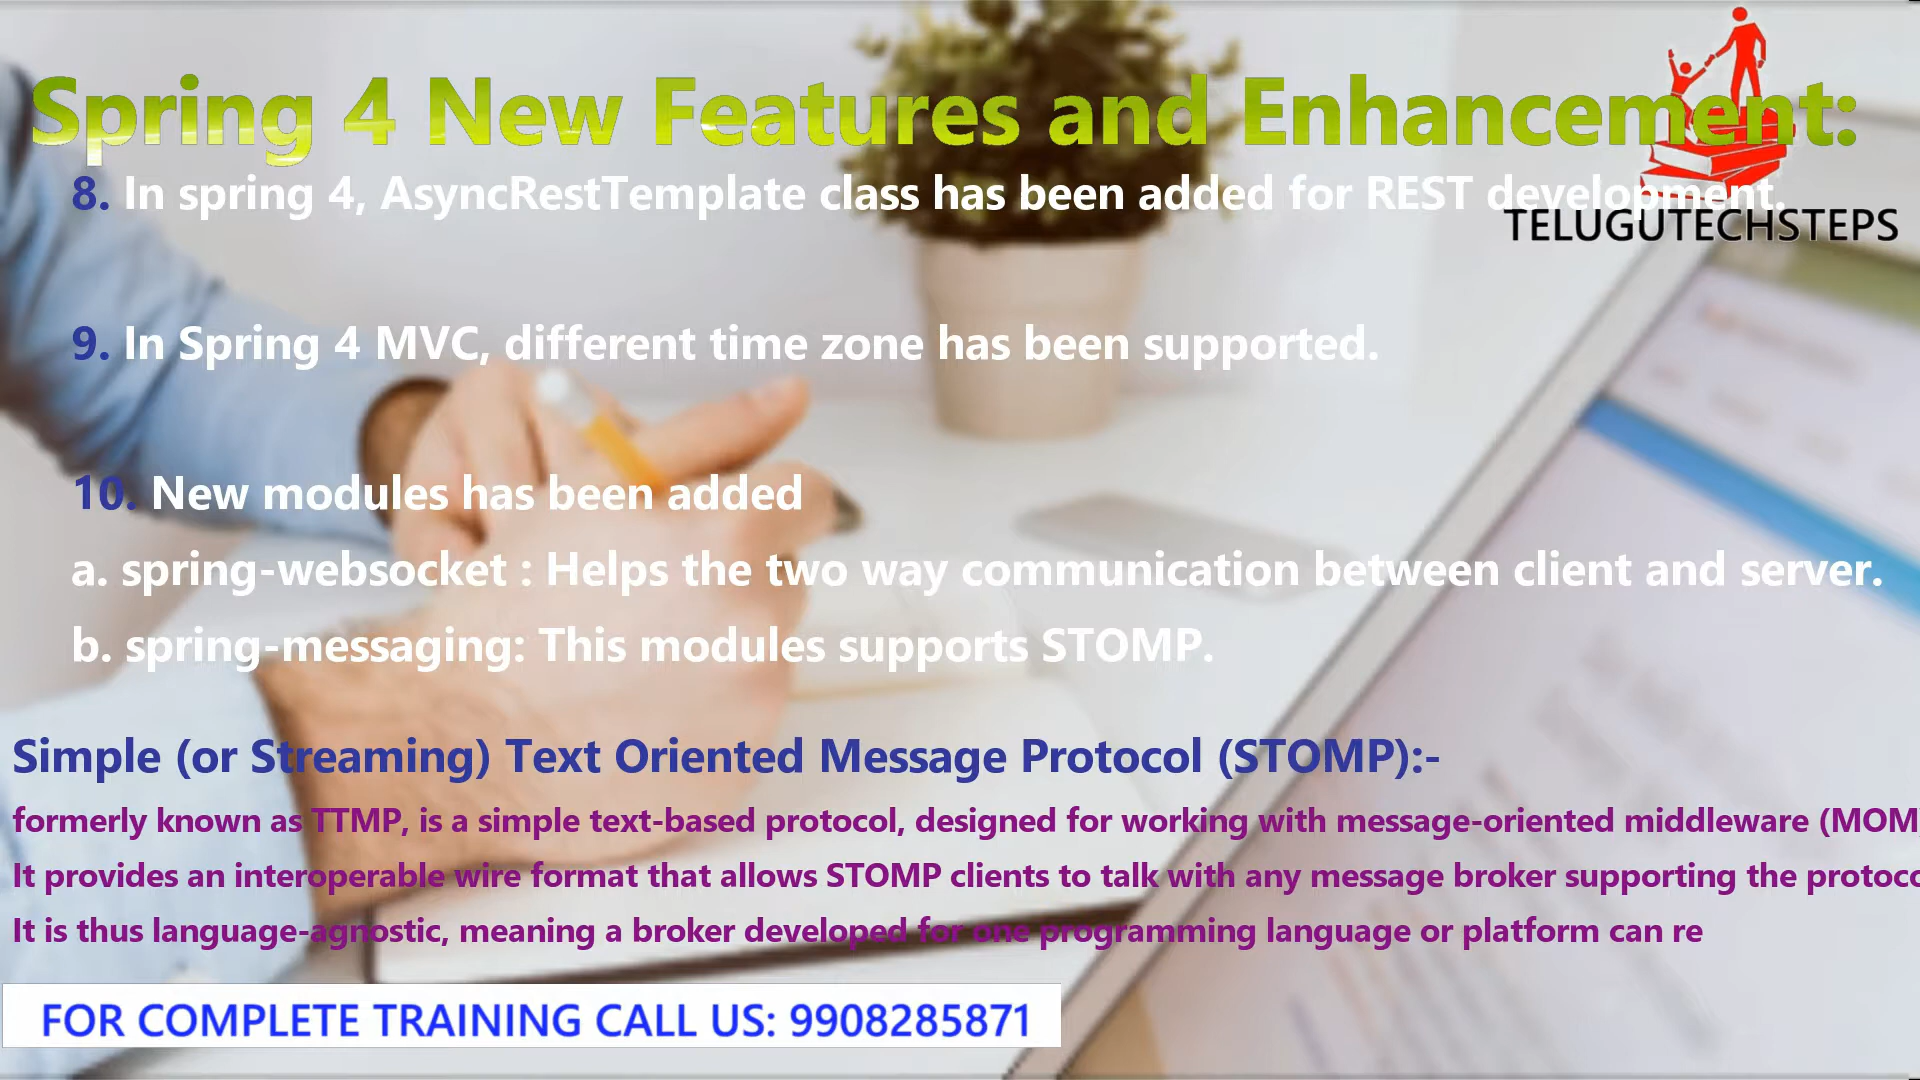 Spring 4 New Features and Enhancement:
8. In spring 4, AsyncRestTemplate class has been added for REST development.
TELUGUTECHSTEPS
9. In Spring 4 MVC, different time zone has been supported.
10. New modules has been added
a. spring-websocket : Helps the two way communication between client and server.
b. spring-messaging: This modules supports STOMP.
Simple (or Streaming) Text Oriented Message Protocol (STOMP):-
formerly known as TTMP, is a simple text-based protocol, designed for working with message-oriented middleware (MOM
It provides an interoperable wire format that allows STOMP clients to talk with any message broker supporting the protoco
It is thus language-agnostic, meaning a broker developed for one programming language or platform can re
FOR COMPLETE TRAINING CALL US: 9908285871